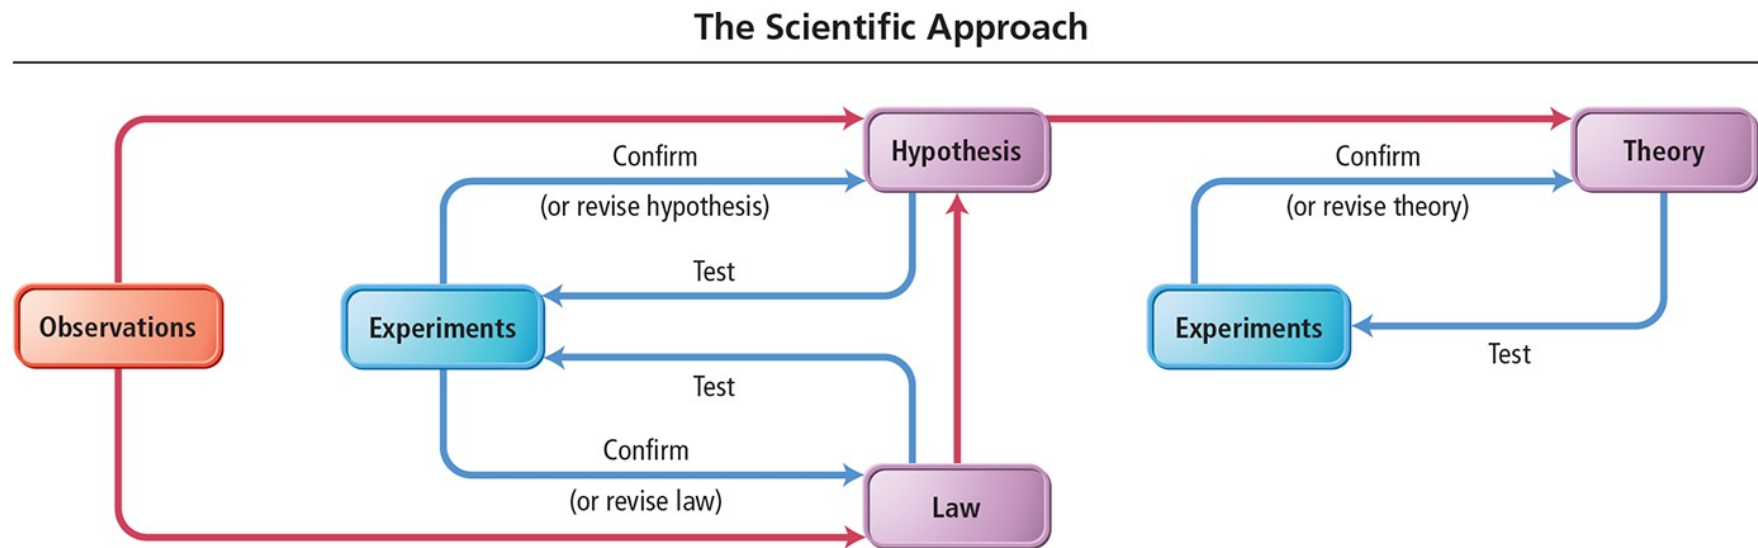 The Scientific Approach
Hypothesis
Theory
Confirm
(or revise hypothesis)
Confirm
(or revise theory)
Test
Observations
Experiments
Experiments
Test
Test
Confirm
(or revise law)
Law